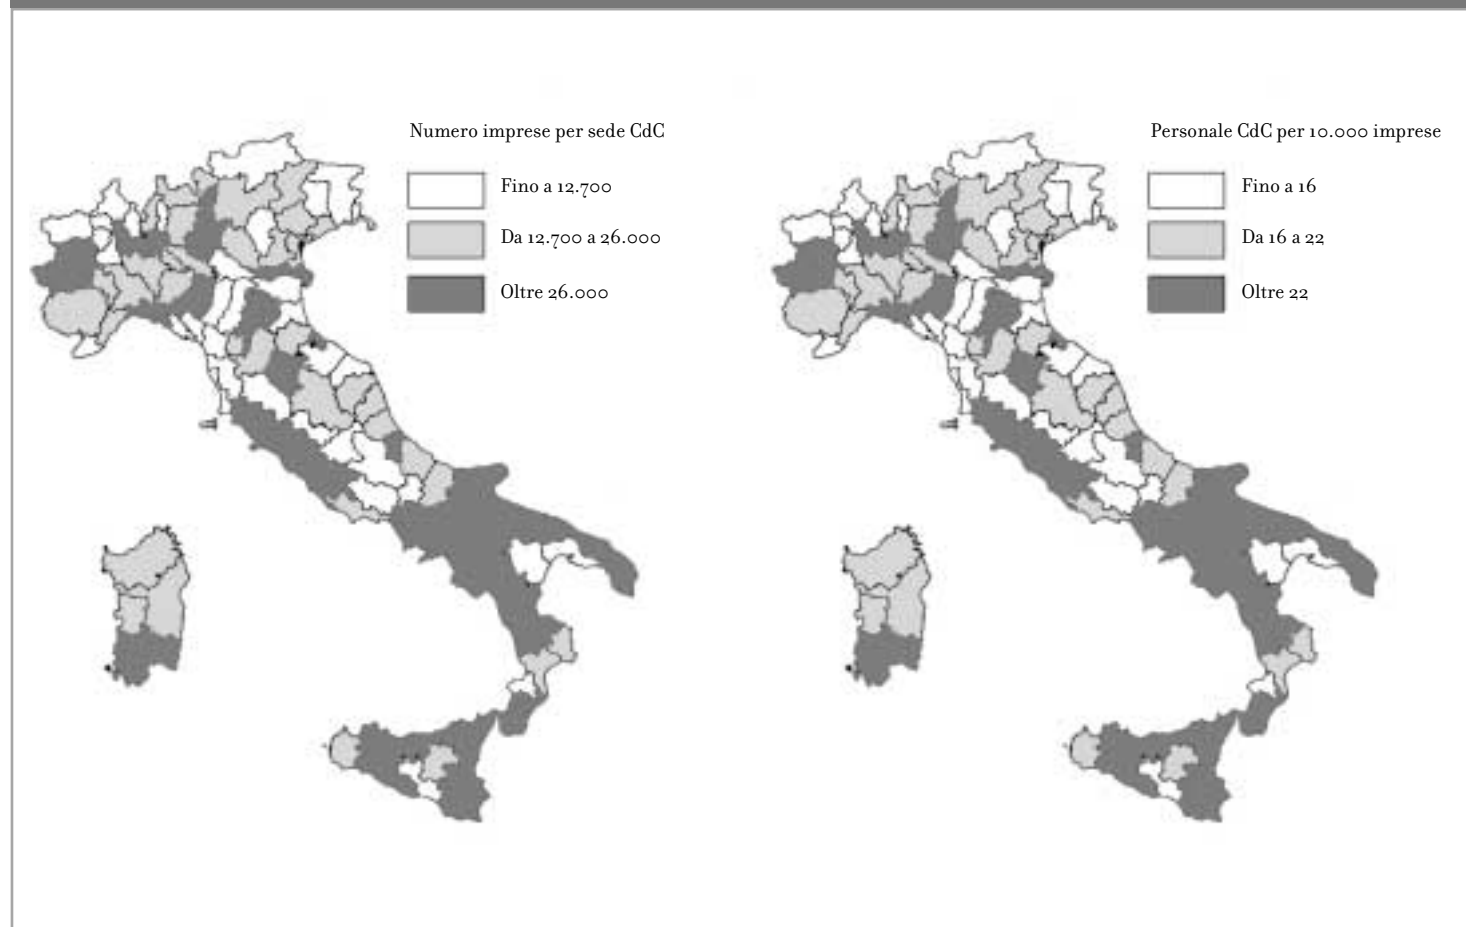 Numero imprese per sede CdC
Fino a 12.700
Da 12.700 a 26.000
Oltre 26.000
Personale CdC per 10.000 imprese
Fino a 16
Da 16 a 22
Oltre 22